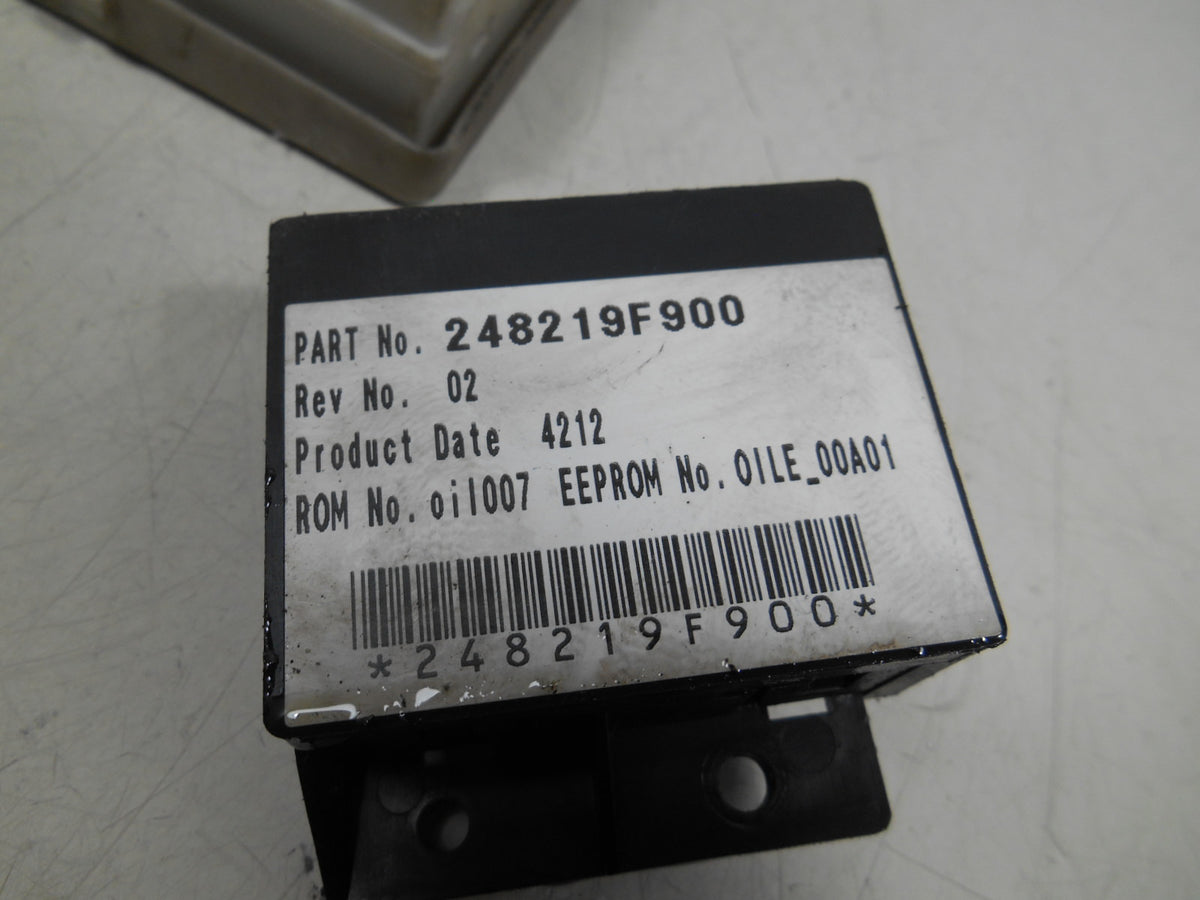 PART No. 248219F900
Rev No. 02
Product Date 4212
ROM No. oil007 EEPROM No. OILE_00A01
*248219F900*